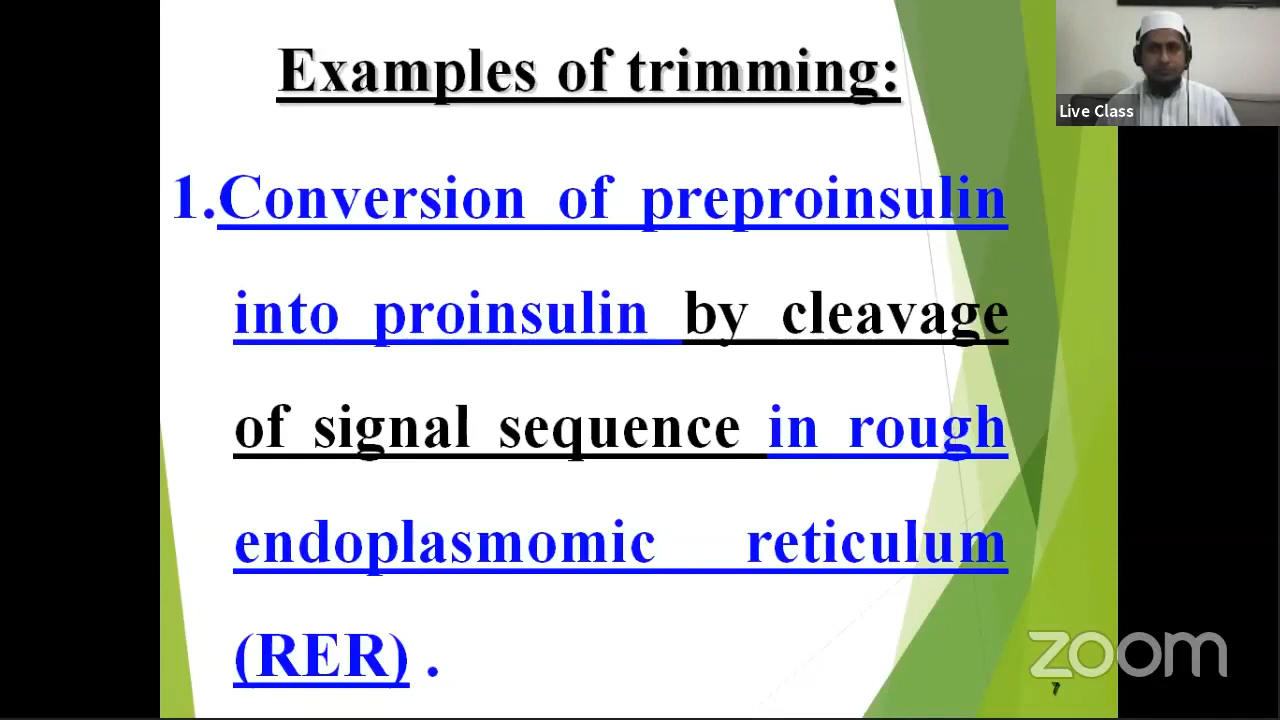 Examples of trimming:
Live Class
1.Conversion of preproinsulin
into proinsulin by cleavage
of signal sequence in rough
endoplasmomic reticulum
(RER) .
zoom
7